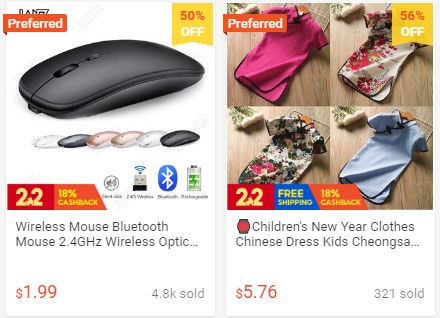 Preferred
50%
OFF
Silent click
2.4G Wireless
Bluetooth
Rechargeable
2.2
18%
CASHBACK
Wireless Mouse Bluetooth
Mouse 2.4GHz Wireless Optic...
$1.99
4.8k sold
Preferred
56%
OFF
2.2
FREE
SHIPPING
18%
CASHBACK
Children's New Year Clothes
Chinese Dress Kids Cheongsa...
$5.76
321 sold